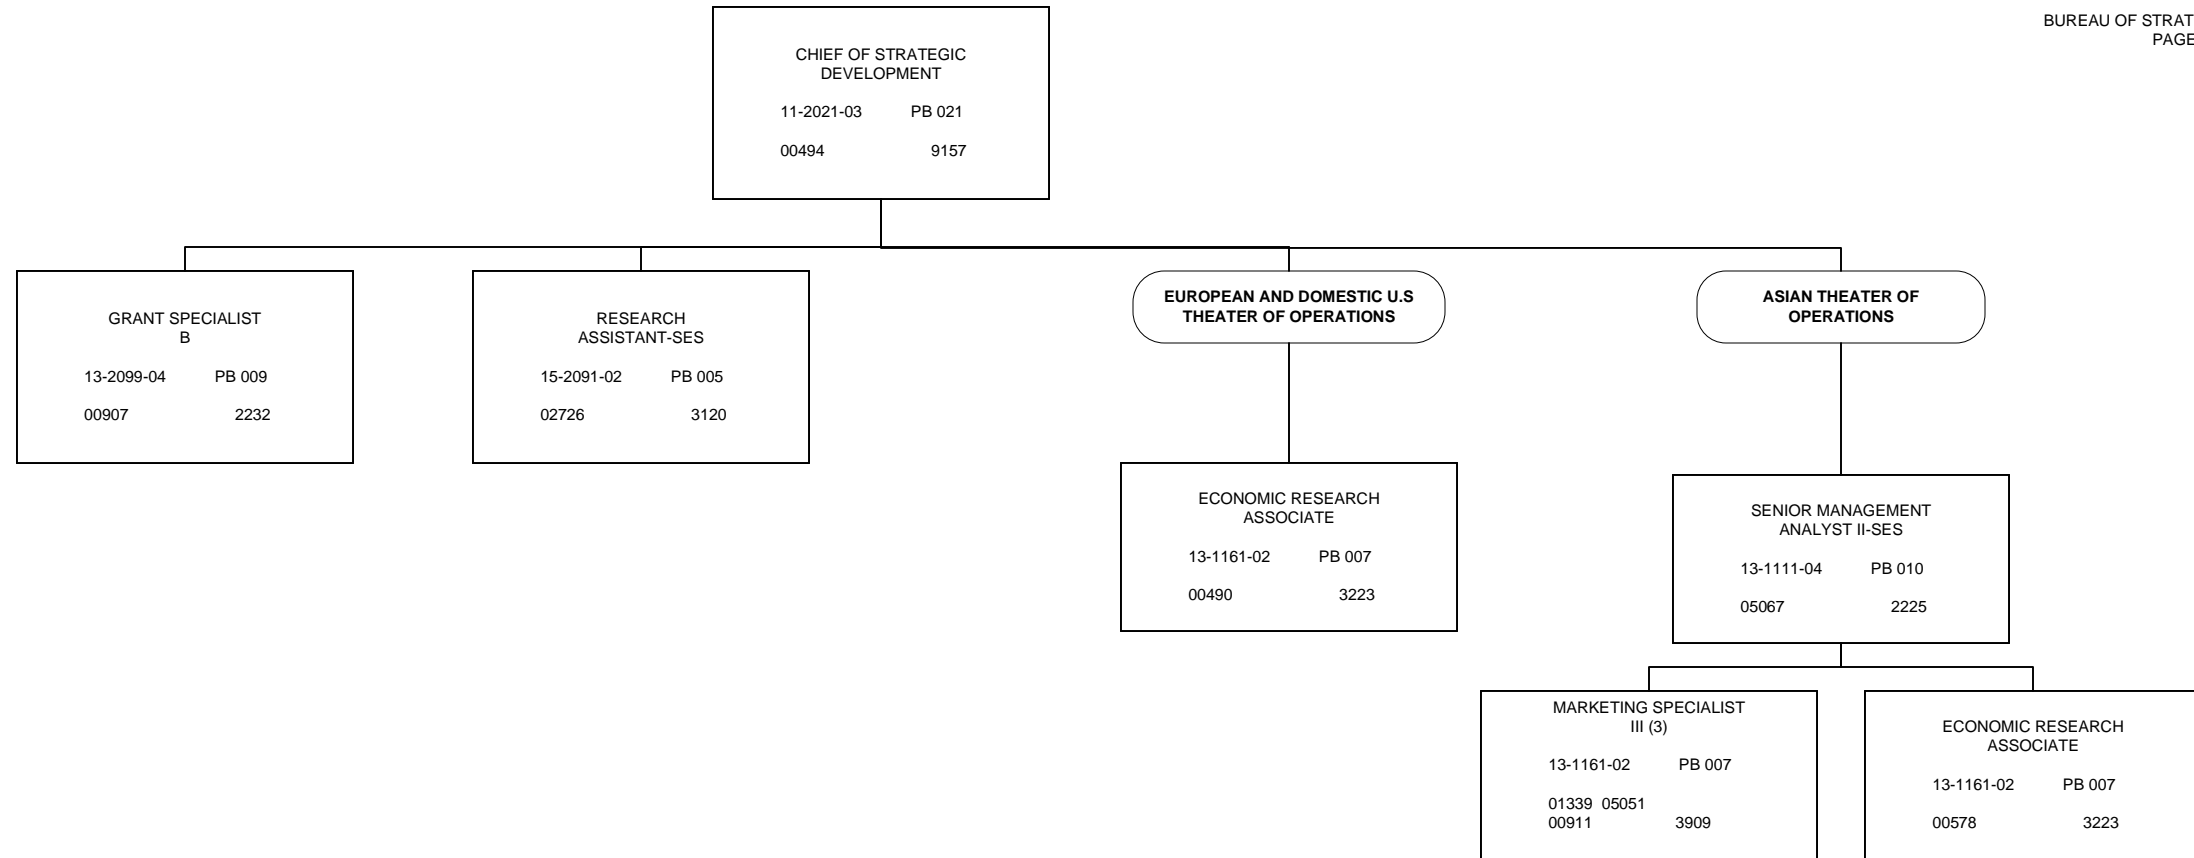 BUREAU OF STRAT
PAGE
CHIEF OF STRATEGIC
DEVELOPMENT
11-2021-03 PB 021
00494 9157
GRANT SPECIALIST
B
13-2099-04 PB 009
00907 2232
RESEARCH
ASSISTANT-SES
15-2091-02 PB 005
02726 3120
EUROPEAN AND DOMESTIC U.S
THEATER OF OPERATIONS
ECONOMIC RESEARCH
ASSOCIATE
13-1161-02 PB 007
00490 3223
ASIAN THEATER OF
OPERATIONS
SENIOR MANAGEMENT
ANALYST II-SES
13-1111-04 PB 010
05067 2225
MARKETING SPECIALIST
III (3)
13-1161-02 PB 007
01339 05051
00911 3909
ECONOMIC RESEARCH
ASSOCIATE
13-1161-02 PB 007
00578 3223